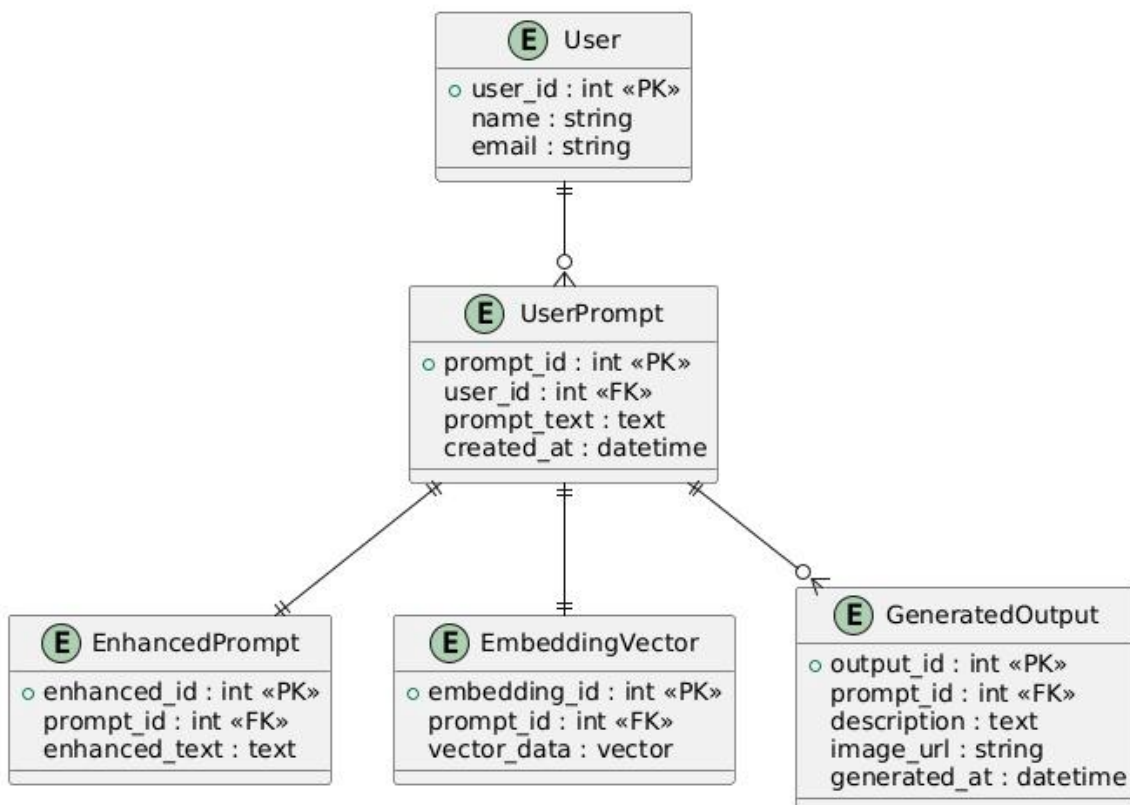 E User
user_id : int «PK»
name : string
email : string
E UserPrompt
prompt_id : int «PK»
user_id : int «FK»
prompt_text : text
created_at : datetime
E EnhancedPrompt
enhanced_id : int «PK»
prompt_id : int «FK»
enhanced_text : text
E EmbeddingVector
embedding_id : int «PK»
prompt_id : int «FK»
vector_data : vector
E GeneratedOutput
output_id : int «PK»
prompt_id : int «FK»
description : text
image_url : string
generated_at : datetime